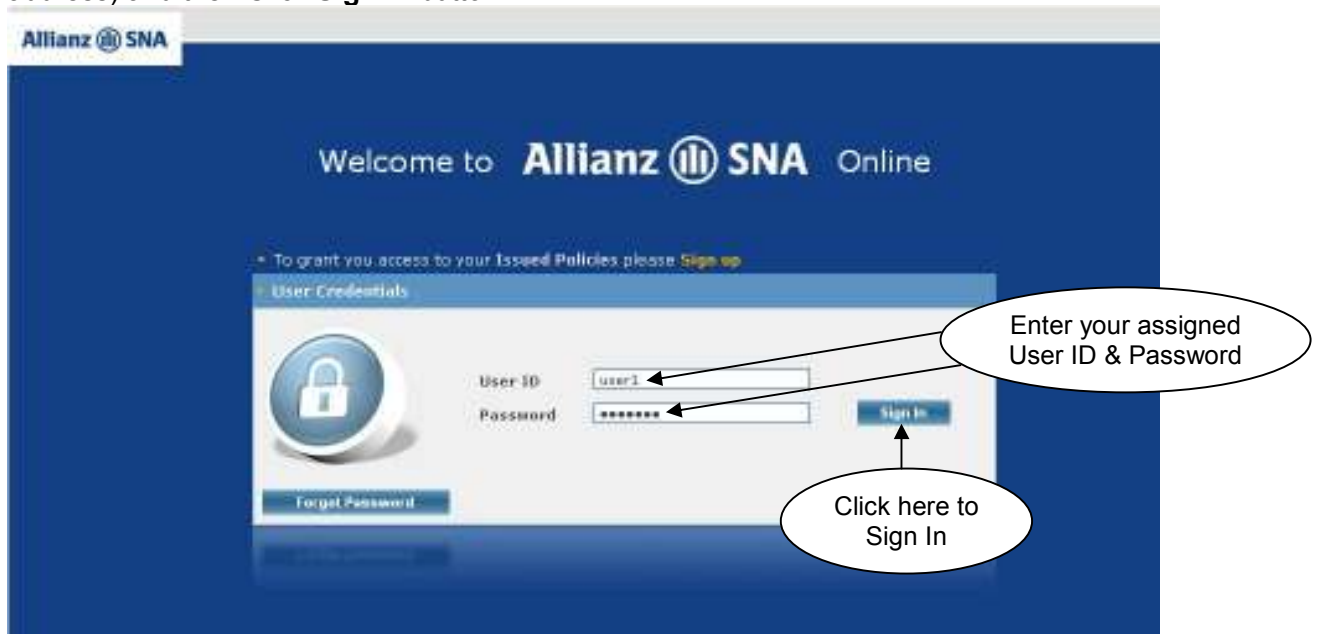 Allianz SNA
Welcome to Allianz SNA Online
To grant you access to your Issued Policies please Sign up
User Credentials
Enter your assigned
User ID & Password
User ID user1
Password •••••••
Sign In
Forget Password
Click here to
Sign In